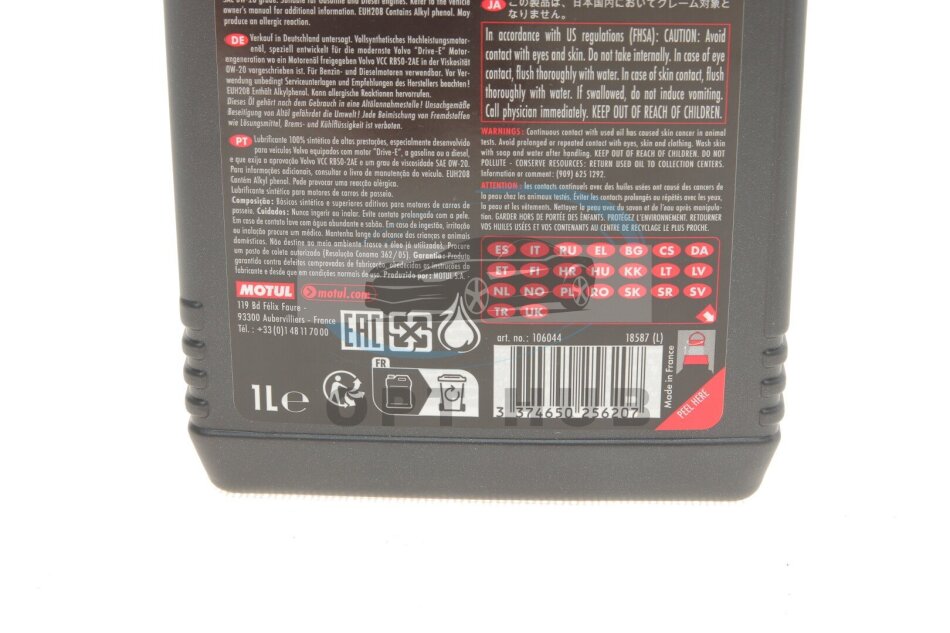 SAE 0W-20 grade. Suitable for Gasoline and Diesel engines. Refer to the vehicle
owner's manual for additional information. EUH208 Contains Alkyl phenol. May
produce an allergic reaction.
DE Verkauf in Deutschland untersagt. Vollsynthetisches Hochleistungsmotor-
enöl, speziell entwickelt für die modernste Volvo "Drive-E" Motor-
engeneration wo ein Motorenöl freigegeben Volvo VCC RBS0-2AE in der Viskosität
0W-20 vorgeschrieben ist. Für Benzin- und Dieselmotoren verwendbar. Vor Ver-
wendung unbedingt Serviceunterlagen und Empfehlungen des Herstellers beachten!
EUH208 Enthält Alkylphenol. Kann allergische Reaktionen hervorrufen.
Dieses Öl gehört nach dem Gebrauch in eine Altölannahmestelle! Unsachgemäße
Beseitigung von Altöl gefährdet die Umwelt! Jede Beimischung von Fremdstoffen
wie Lösungsmittel, Brems- und Kühlflüssigkeit ist verboten.
PT Lubrificante 100% sintético de altas prestações, especialmente desenvolvido
para veículos Volvo equipados com motor "Drive-E", a gasolina ou a diesel,
e que exija a aprovação Volvo VCC RBS0-2AE e um grau de viscosidade SAE 0W-20.
Para informações adicionais, consultar o livro de manutenção do veículo. EUH208
Contém Alkyl phenol. Pode provocar uma reacção alérgica.
Lubrificante sintético para motores de carros de passeio.
Composição: Básicos sintético e superiores aditivos para motores de carros de
passeio. Cuidados: Nunca ingerir ou inalar. Evite contato prolongado com a pele.
Em caso de contato lave com água abundante e sabão. Em caso de ingestão, irritação
ou inalação procure um médico. Mantenha longe do alcance das crianças e animais
domésticos. Não destine ao meio ambiente frasco e óleo já utilizados. Procure
um posto de coleta autorizado (Resolução Conama 362/05). Garantia: Produto
garantido contra defeitos comprovados de fabricação, obedecidas as instruções do
fabricante e desde que em condições normais de uso. Produzido por: MOTUL S.A -
MOTUL motul.com
119 Bd Félix Faure -
93300 Aubervilliers - France
Tél. : +33 (0)1 48 11 70 00
EAC
FR
1L e
JA この製品は、日本国内においてクレーム対象と
なりません。
In accordance with US regulations (FHSA): CAUTION: Avoid
contact with eyes and skin. Do not take internally. In case of eye
contact, flush thoroughly with water. In case of skin contact, flush
thoroughly with water. If swallowed, do not induce vomiting.
Call physician immediately. KEEP OUT OF REACH OF CHILDREN.
WARNINGS: Continuous contact with used oil has caused skin cancer in animal
tests. Avoid prolonged or repeated contact with eyes, skin and clothing. Wash skin
with soap and water after handling. KEEP OUT OF REACH OF CHILDREN. DO NOT
POLLUTE - CONSERVE RESOURCES: RETURN USED OIL TO COLLECTION CENTERS.
Information or comment: (909) 625 1292.
ATTENTION : les contacts continuels avec des huiles usées ont causé des cancers de
la peau chez les animaux testés. Éviter les contacts prolongés ou répétés avec les yeux,
la peau et les vêtements. Nettoyer la peau avec du savon et de l'eau après manipula-
tion. GARDER HORS DE PORTÉE DES ENFANTS. PROTÉGEZ L'ENVIRONNEMENT. RETOURNER
VOS HUILES USÉES ET VOS CONTENANTS AU CENTRE DE RECYCLAGE LE PLUS PROCHE.
ES IT RU EL BG CS DA
ET FI HR HU KK LT LV
NL NO PL RO SK SR SV
TR UK
art. no.: 106044 18587 (L)
3 374650 256207
Made in France
PEEL HERE
OPT HUB